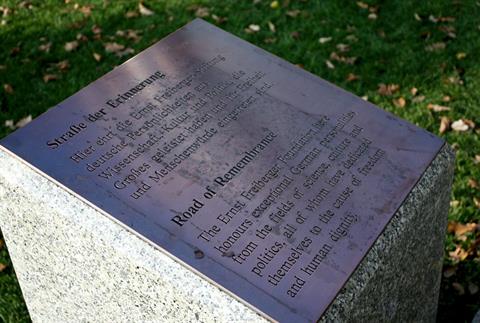 Straße der Erinnerung
Hier ehrt die Ernst Freiberger-Stiftung
deutsche Persönlichkeiten aus
Wissenschaft, Kultur und Politik, die
Großes geleistet haben und für Freiheit
und Menschenwürde eingetreten sind.
Road of Remembrance
The Ernst Freiberger Foundation here
honours exceptional German personalities
from the fields of science, culture and
politics, all of whom have dedicated
themselves to the cause of freedom
and human dignity.